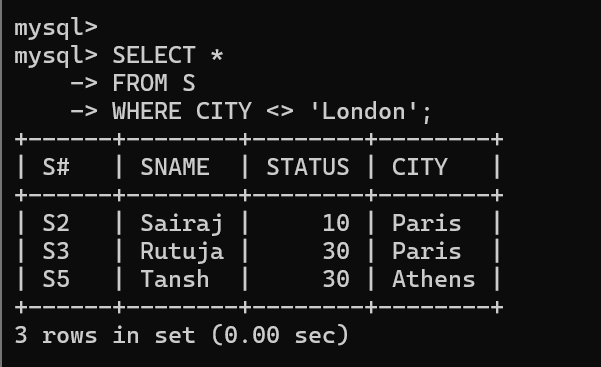 mysql>
mysql> SELECT *
    -> FROM S
    -> WHERE CITY <> 'London';
+------+--------+--------+--------+
| S#   | SNAME  | STATUS | CITY   |
+------+--------+--------+--------+
| S2   | Sairaj |     10 | Paris  |
| S3   | Rutuja |     30 | Paris  |
| S5   | Tansh  |     30 | Athens |
+------+--------+--------+--------+
3 rows in set (0.00 sec)